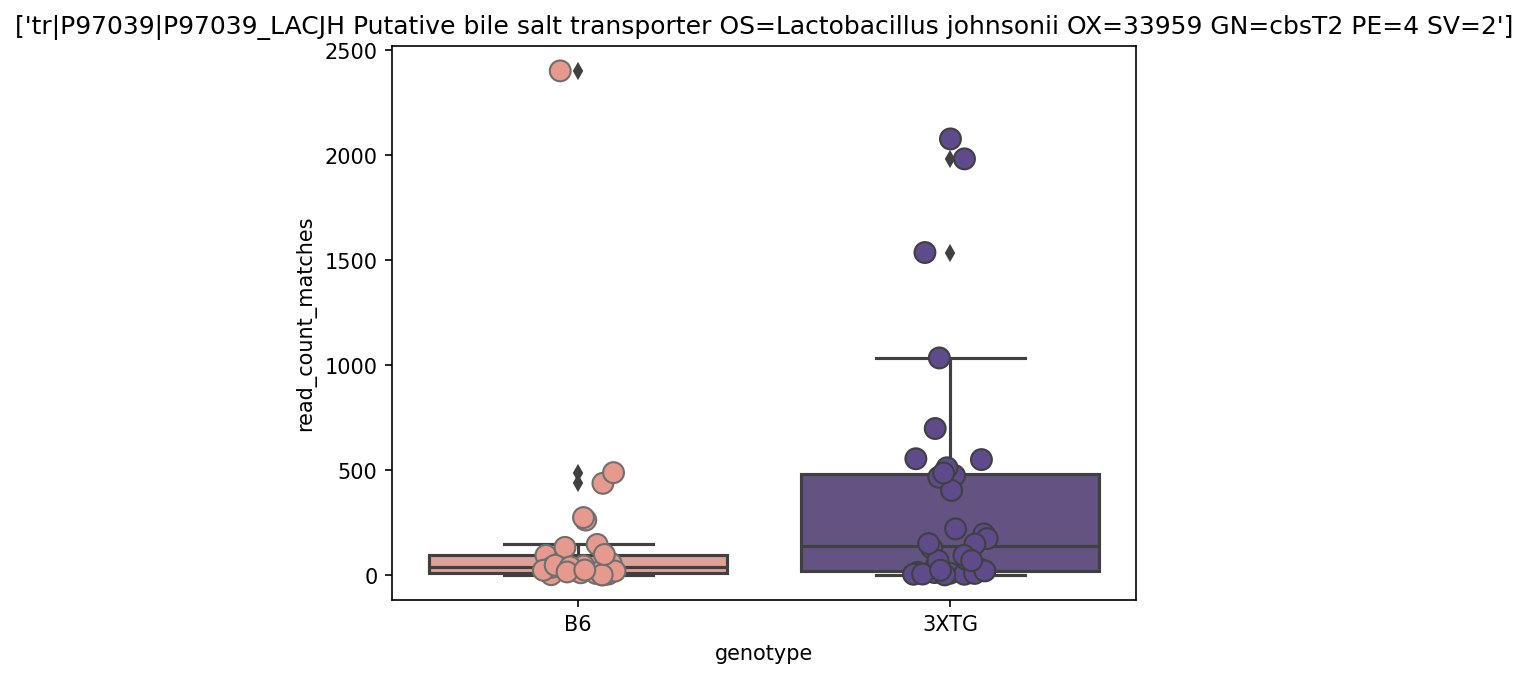 ['tr|P97039|P97039_LACJH Putative bile salt transporter OS=Lactobacillus johnsonii OX=33959 GN=cbsT2 PE=4 SV=2']
2500
2000
1500
1000
500
0
read_count_matches
B6
3XTG
genotype